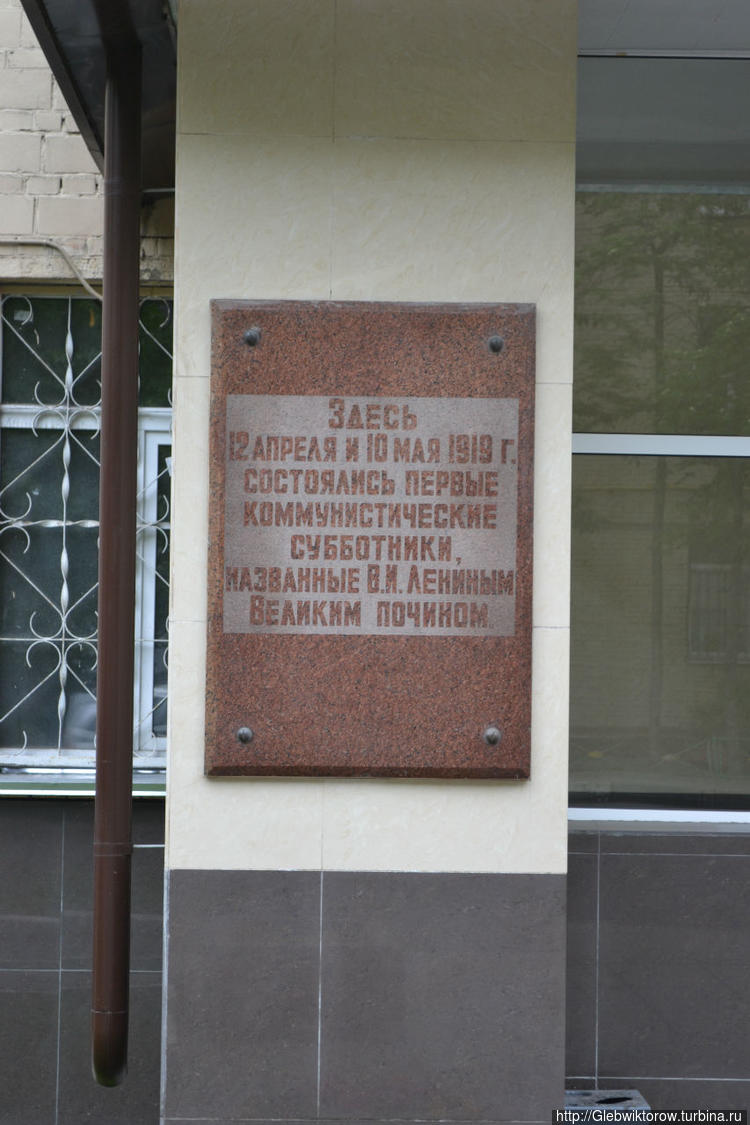 Здесь
12 апреля и 10 мая 1919 г.
состоялись первые
коммунистические
субботники,
названные В.И. Лениным
Великим почином.
http://Glebwiktorow.turbina.ru